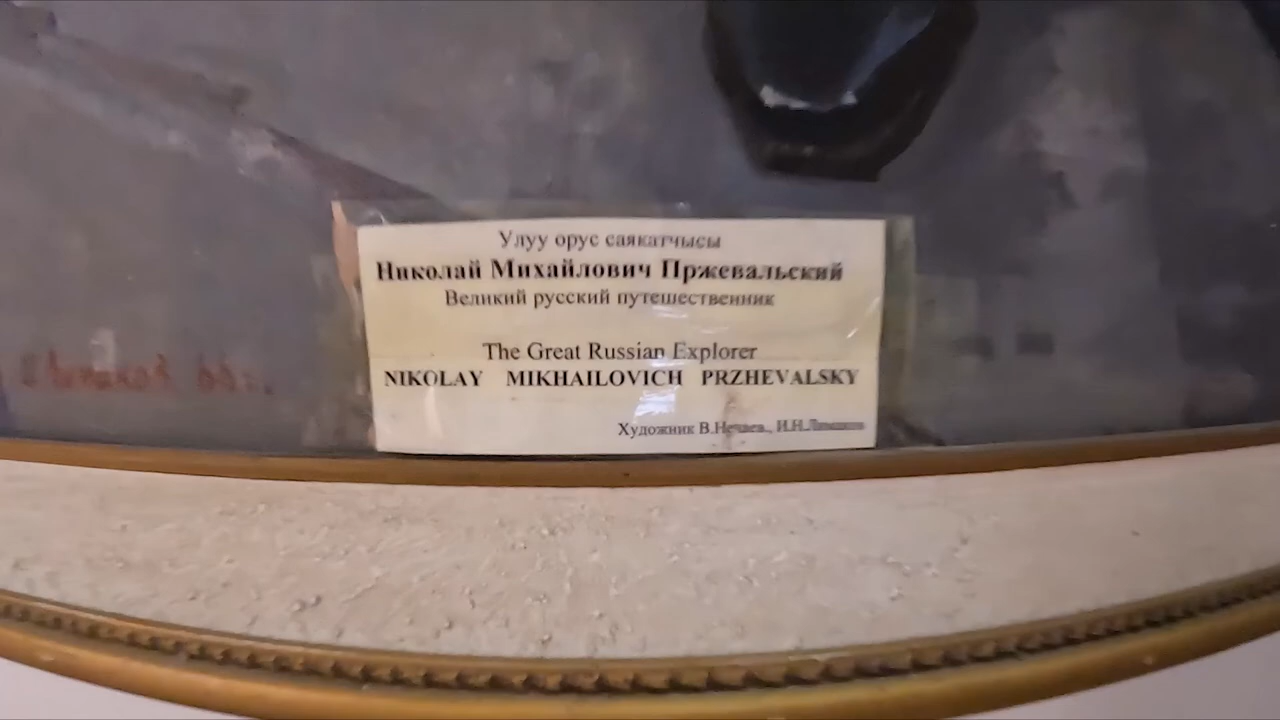 Улуу орус саякатчысы
Николай Михайлович Пржевальский
Великий русский путешественник
The Great Russian Explorer
NIKOLAY MIKHAILOVICH PRZHEVALSKY
Художник В.Нечаев., И.Н.